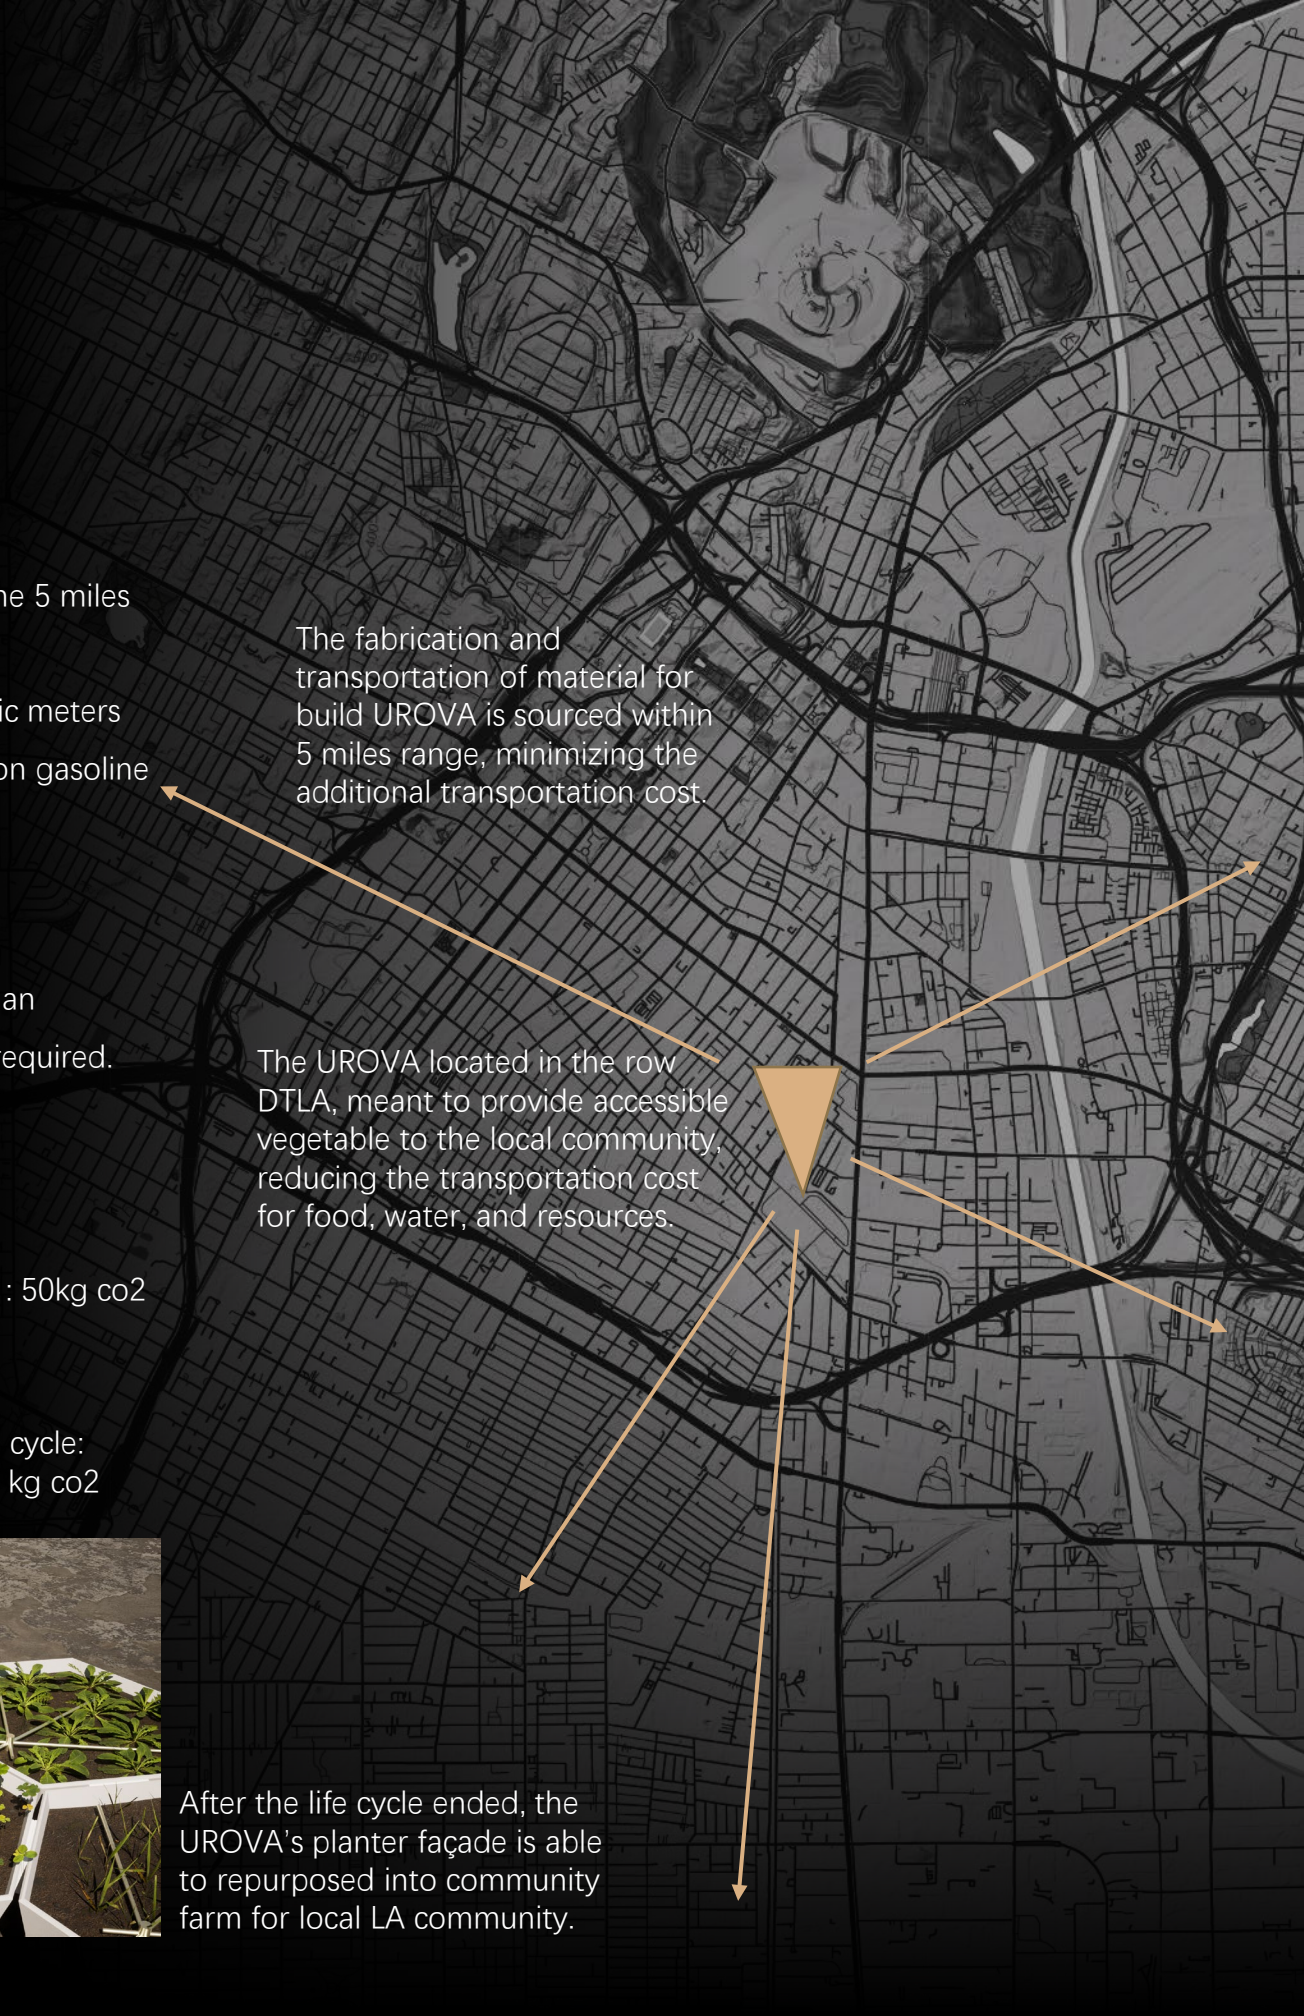 ne 5 miles
ic meters
on gasoline
an
required.
: 50kg co2
cycle:
kg co2
The fabrication and
transportation of material for
build UROVA is sourced within
5 miles range, minimizing the
additional transportation cost.
The UROVA located in the row
DTLA, meant to provide accessible
vegetable to the local community,
reducing the transportation cost
for food, water, and resources.
After the life cycle ended, the
UROVA’s planter façade is able
to repurposed into community
farm for local LA community.